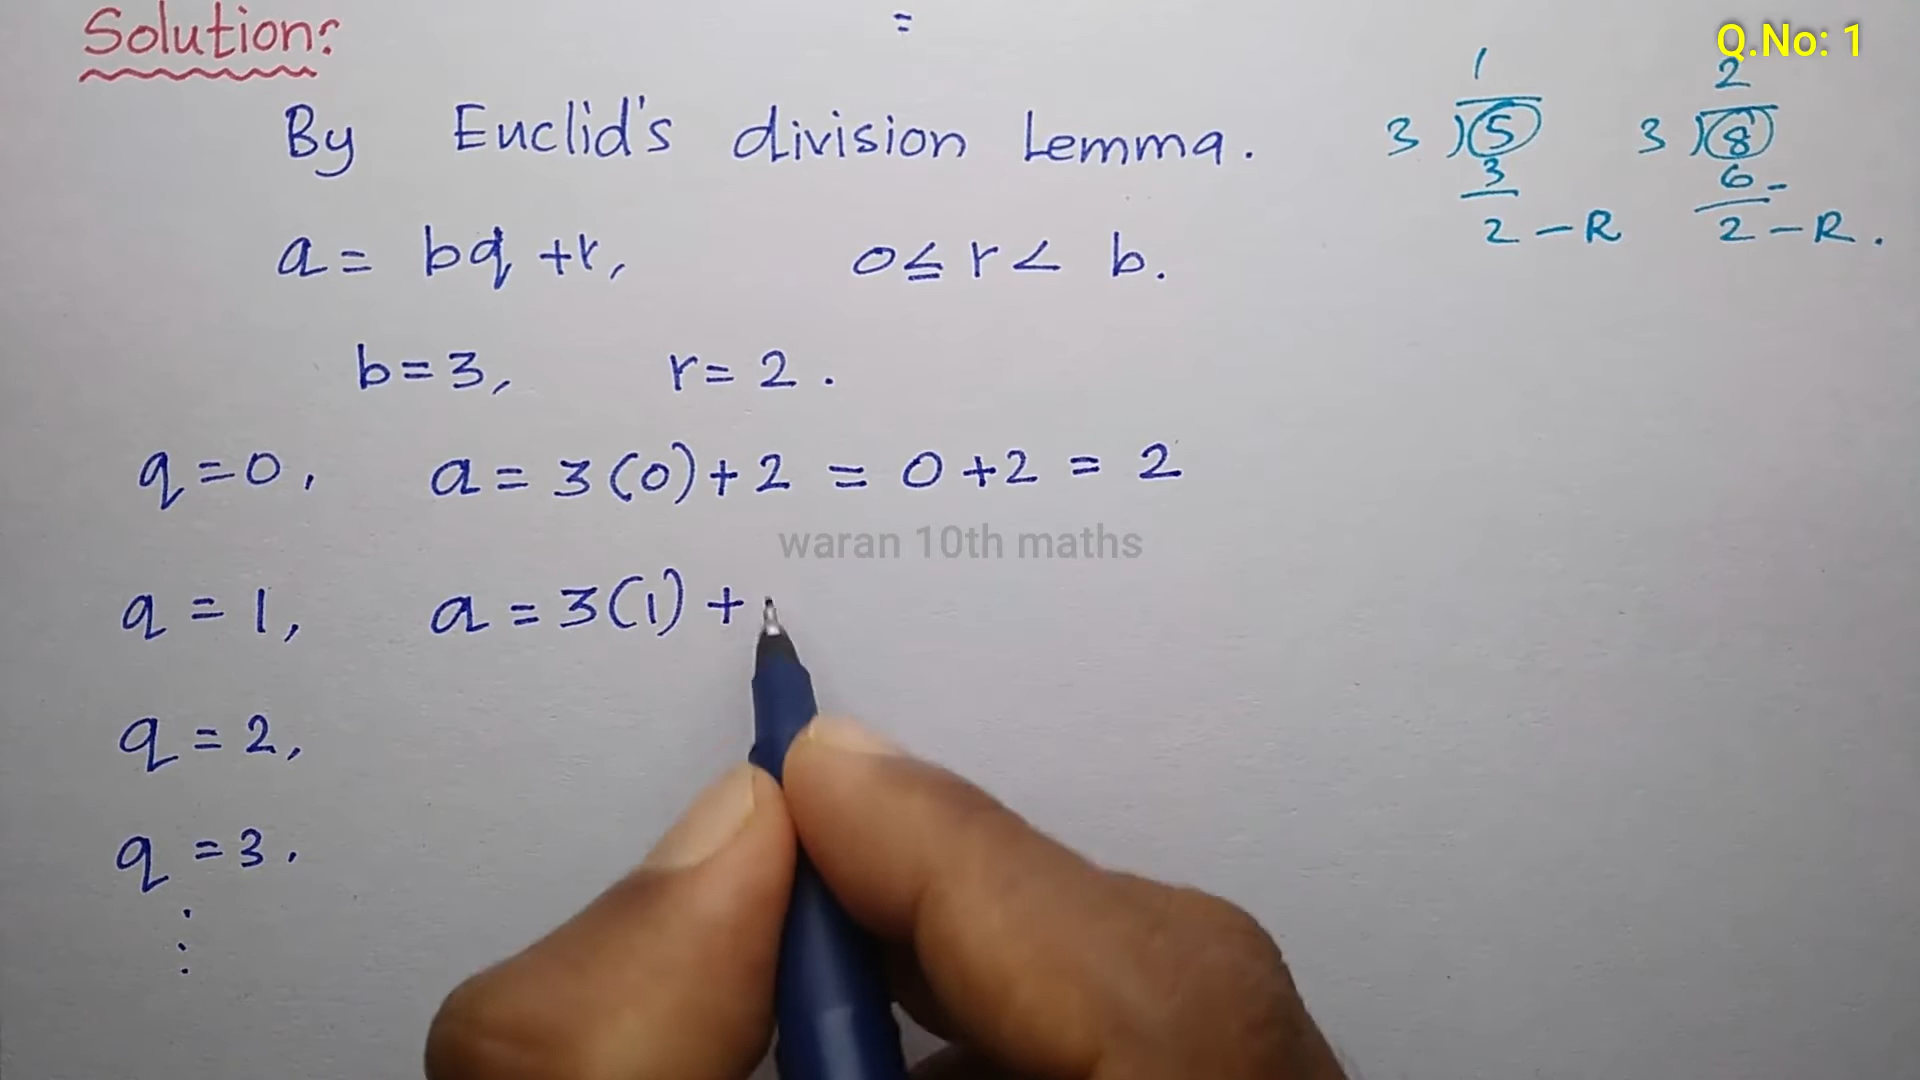 Solution:
=
Q.No: 1
By Euclid's division Lemma.
a = bq + r, 0 ≤ r < b.
b = 3, r = 2.
q = 0, a = 3(0) + 2 = 0 + 2 = 2
waran 10th maths
q = 1, a = 3(1) +
q = 2,
q = 3.
⋮
1
3 ) 5
3
2 – R
2
3 ) 8
6 -
2 – R.